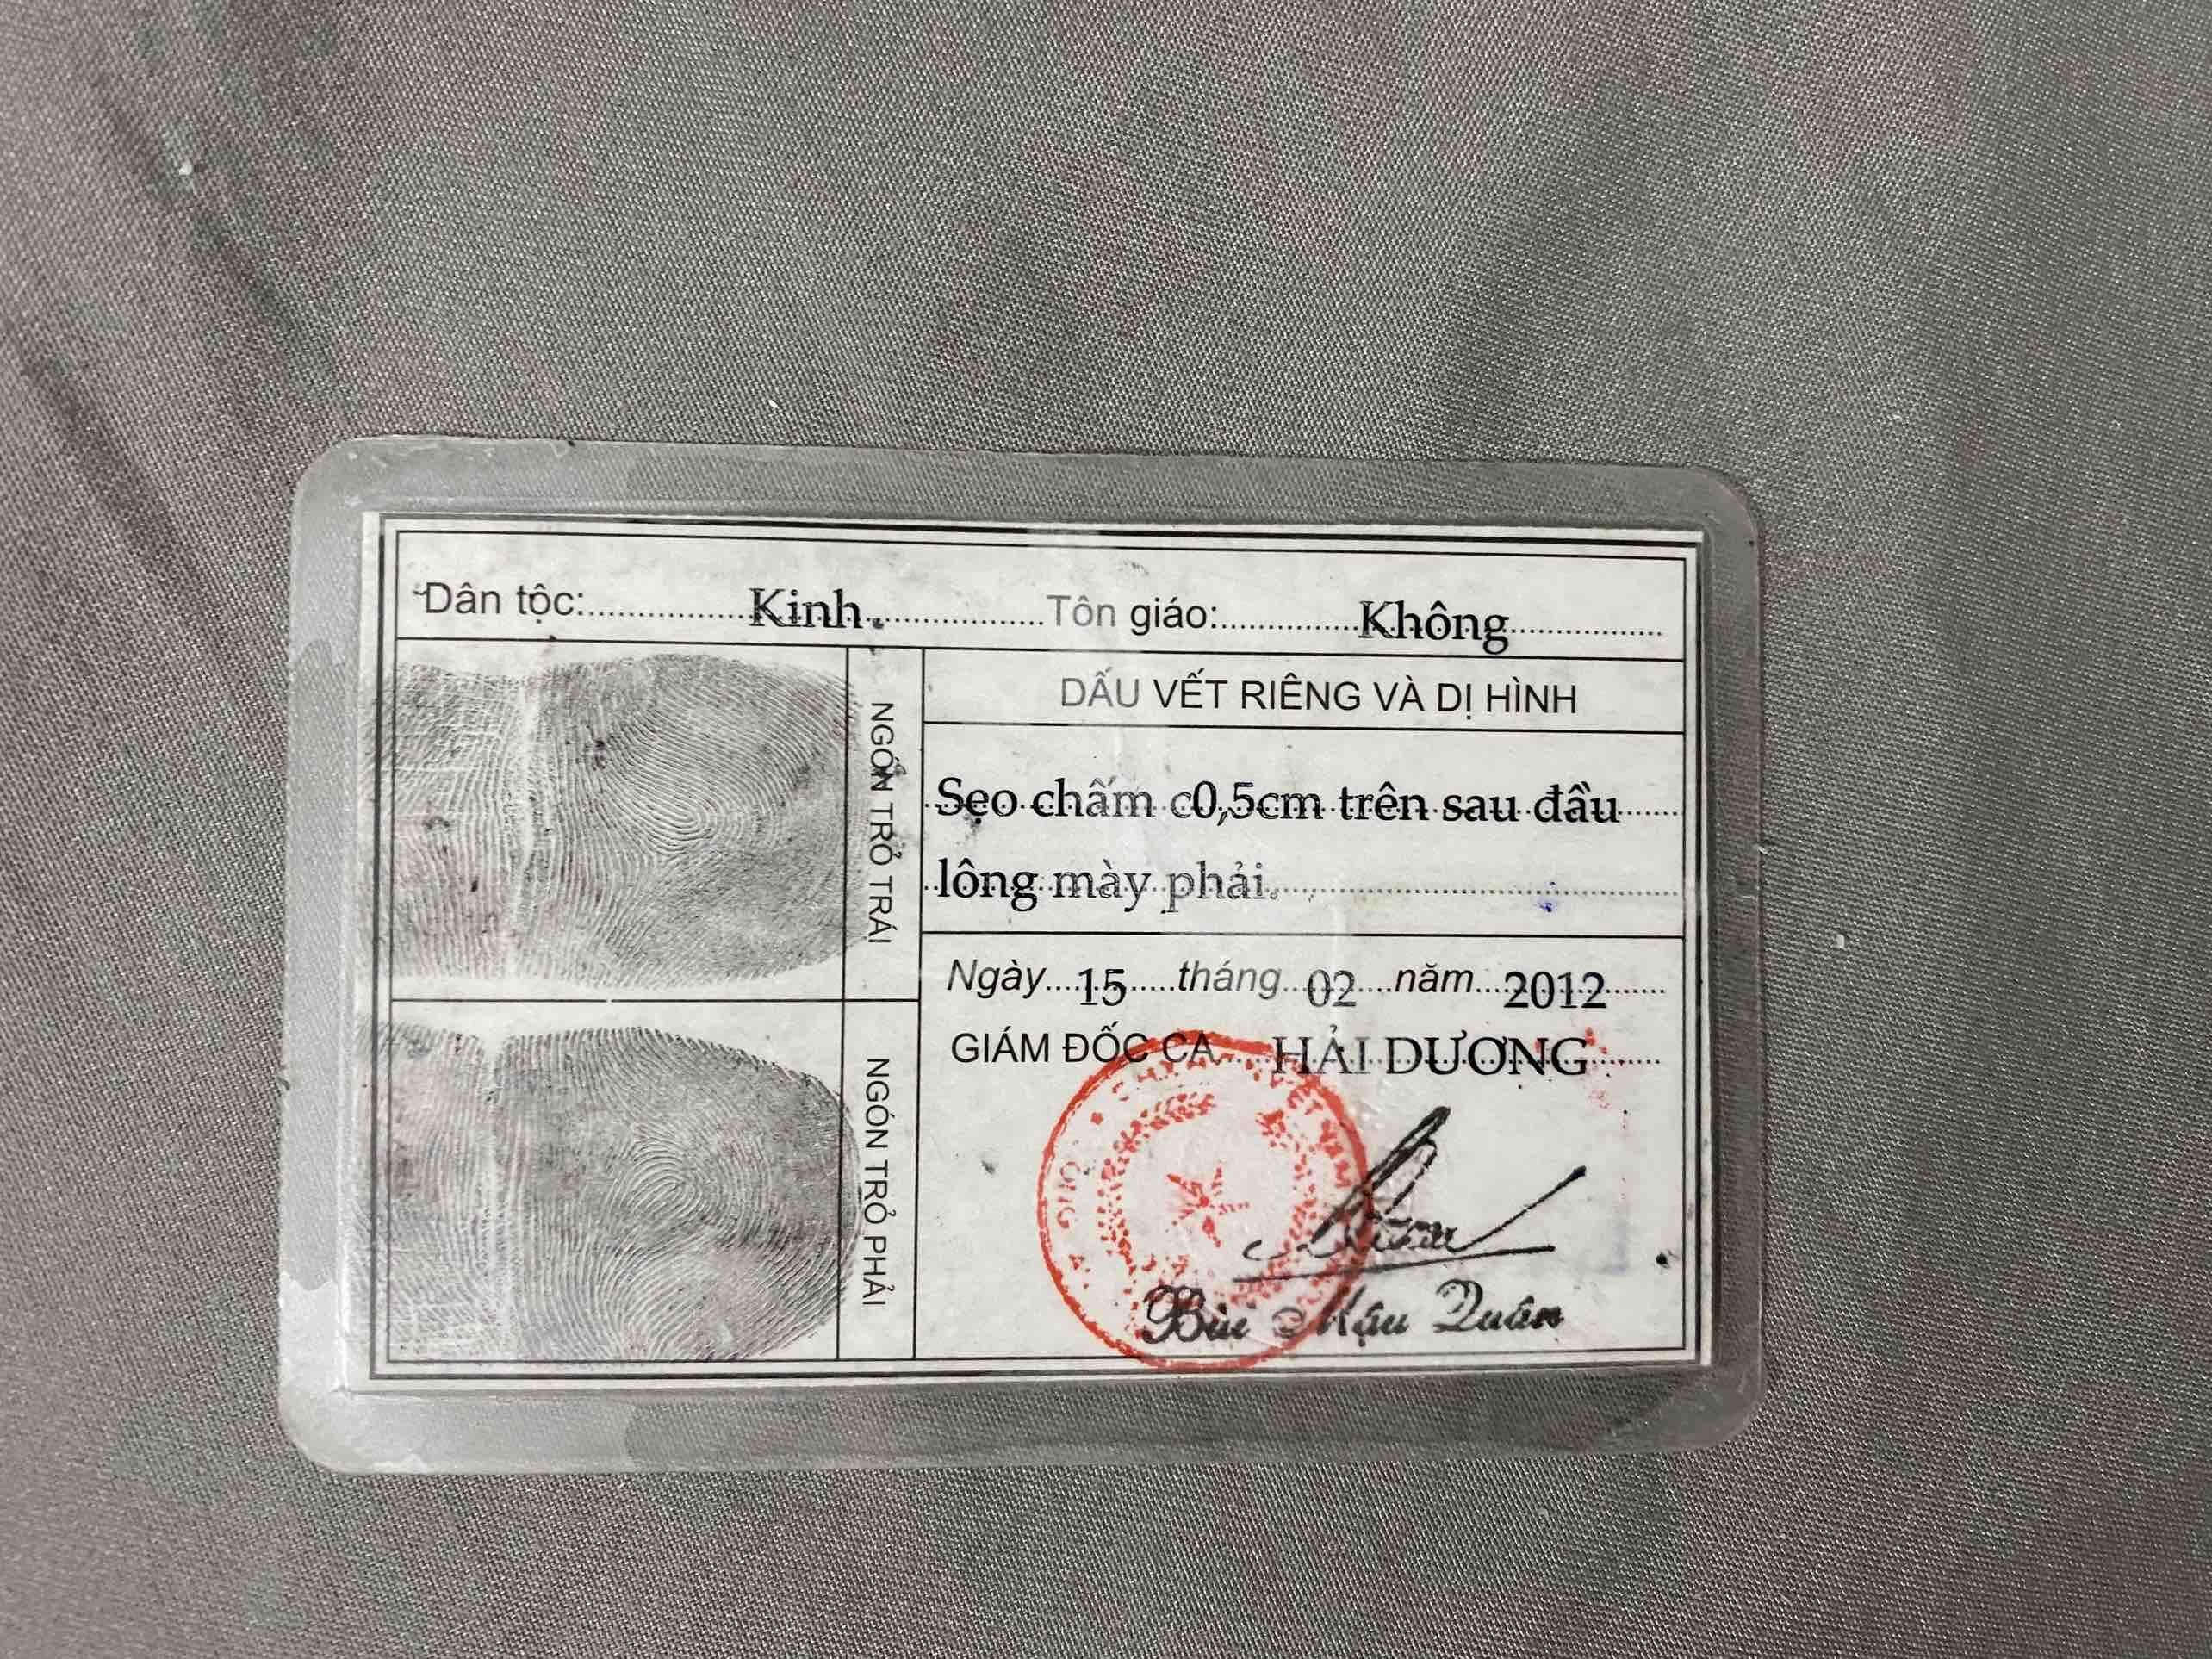 Dân tộc: Kinh. Tôn giáo: Không
NGÓN TRỎ TRÁI
DẤU VẾT RIÊNG VÀ DỊ HÌNH
Sẹo chấm c0,5cm trên sau đầu
lông mày phải.
NGÓN TRỎ PHẢI
Ngày 15 tháng 02 năm 2012
GIÁM ĐỐC CA HẢI DƯƠNG
Bùi Mậu Quân